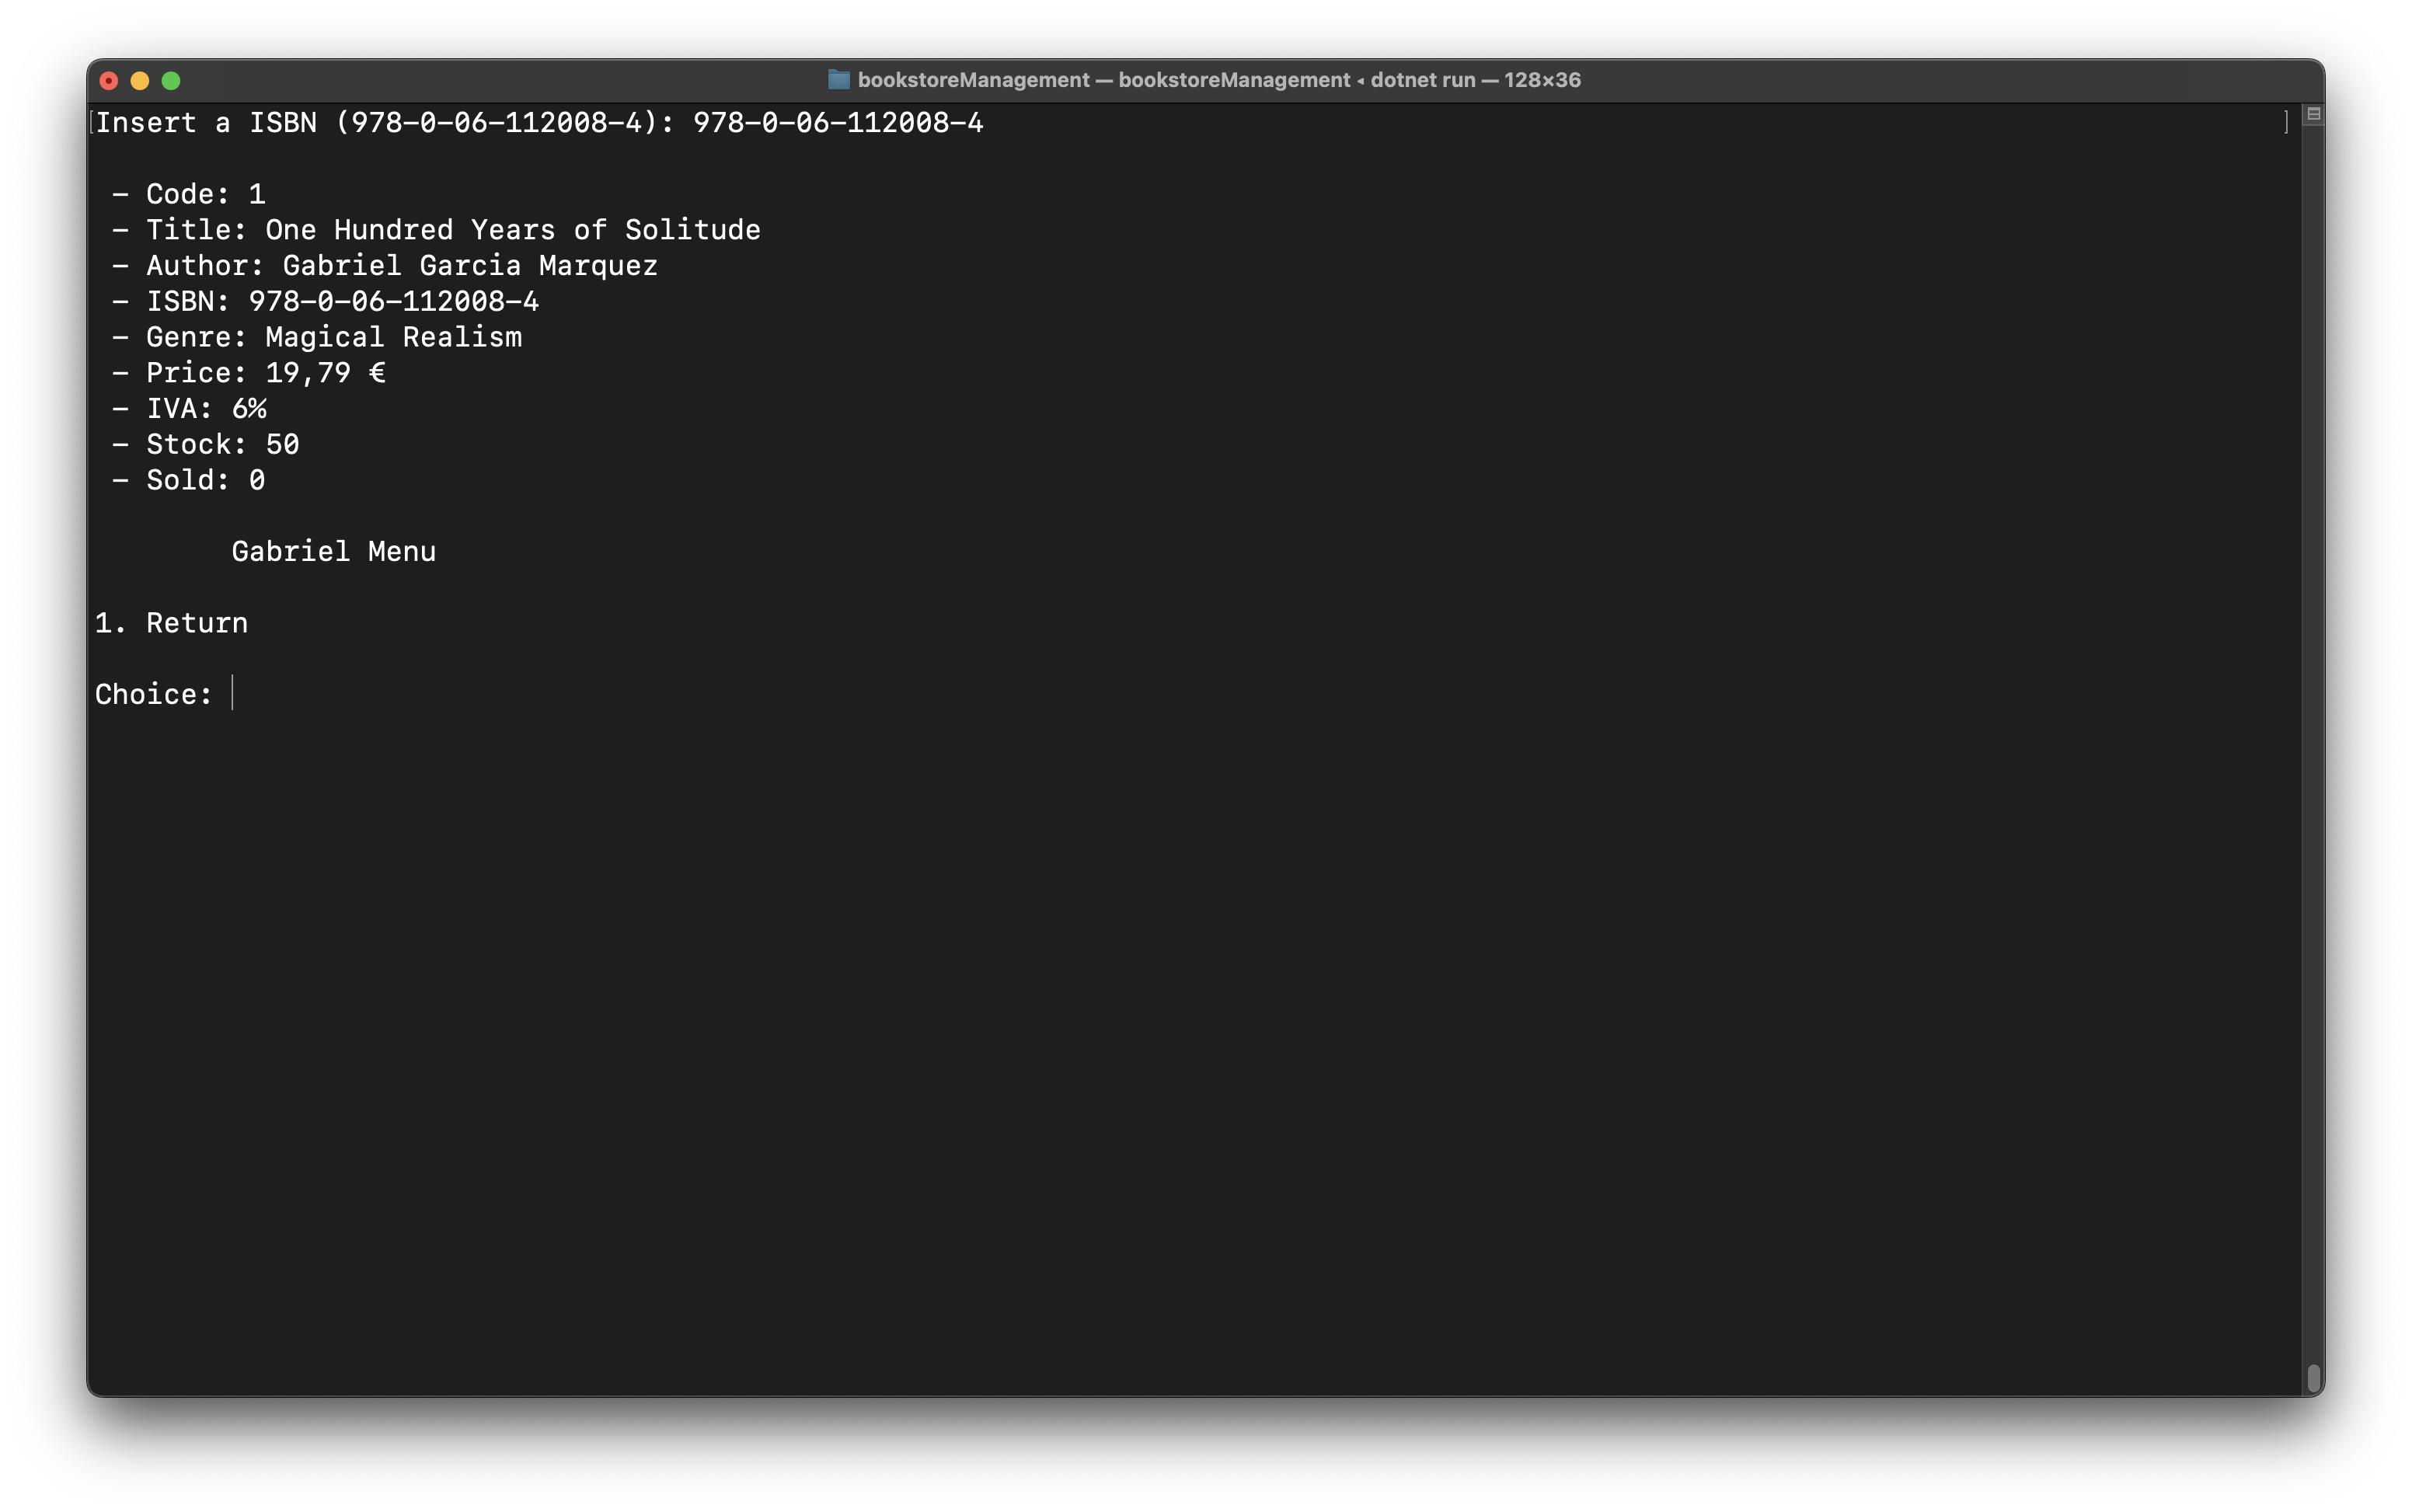 bookstoreManagement — bookstoreManagement ◂ dotnet run — 128×36
[Insert a ISBN (978-0-06-112008-4): 978-0-06-112008-4 ]
- Code: 1
- Title: One Hundred Years of Solitude
- Author: Gabriel Garcia Marquez
- ISBN: 978-0-06-112008-4
- Genre: Magical Realism
- Price: 19,79 €
- IVA: 6%
- Stock: 50
- Sold: 0
Gabriel Menu
1. Return
Choice: